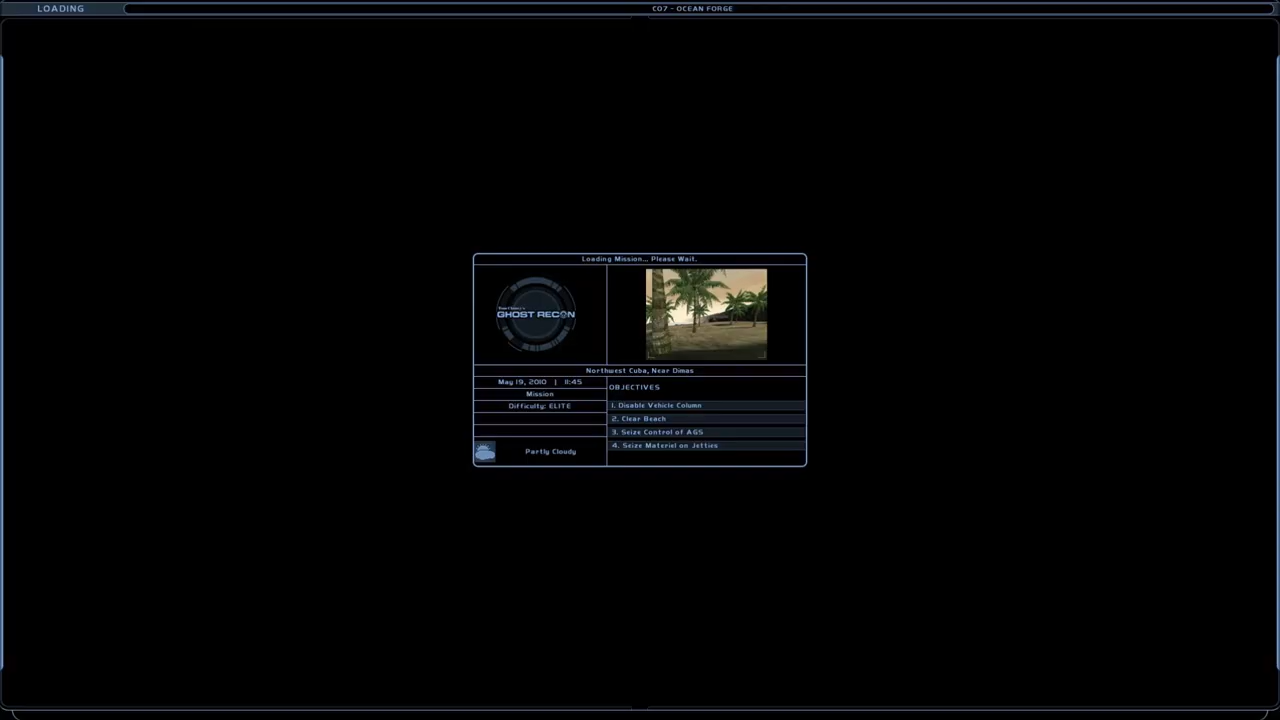 LOADING
C07 - OCEAN FORGE
Loading Mission... Please Wait.
Tom Clancy's
GHOST RECON
Northwest Cuba, Near Dimas
May 19, 2010 | 11:45
Mission
Difficulty: ELITE
Partly Cloudy
OBJECTIVES
1. Disable Vehicle Column
2. Clear Beach
3. Seize Control of AGS
4. Seize Materiel on Jetties